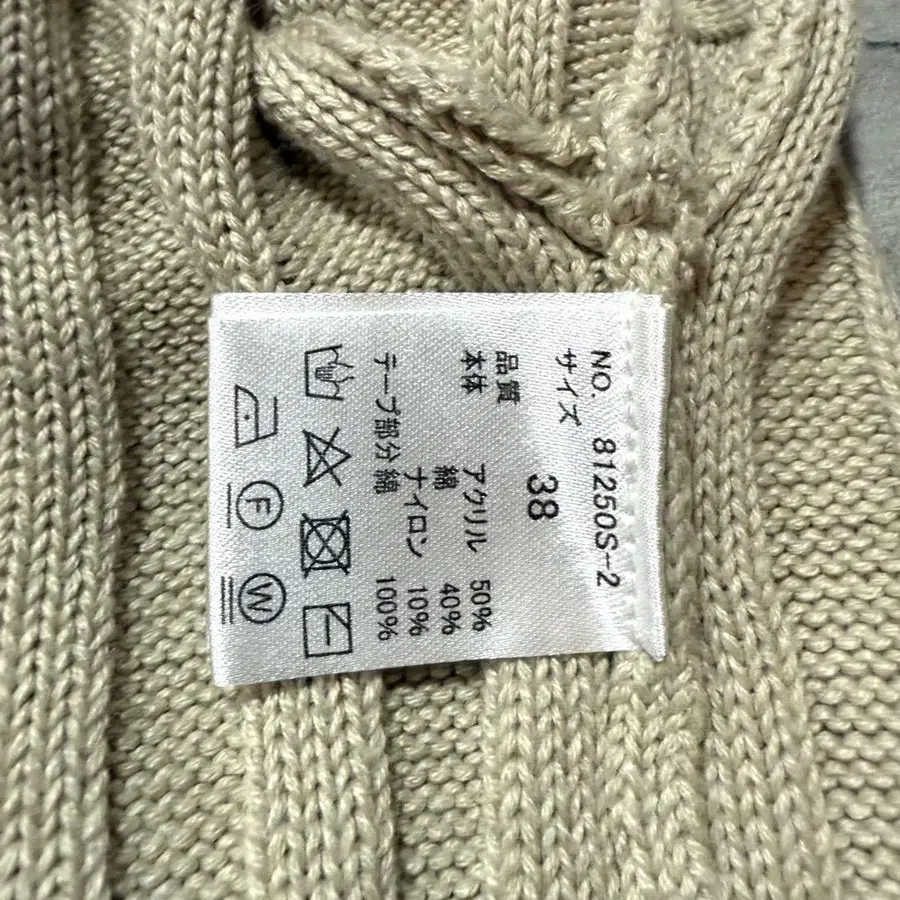 NO. 81250S-2
サイズ 38
品質
本体 アクリル 50%
綿 40%
ナイロン 10%
テープ部分 綿 100%
F W